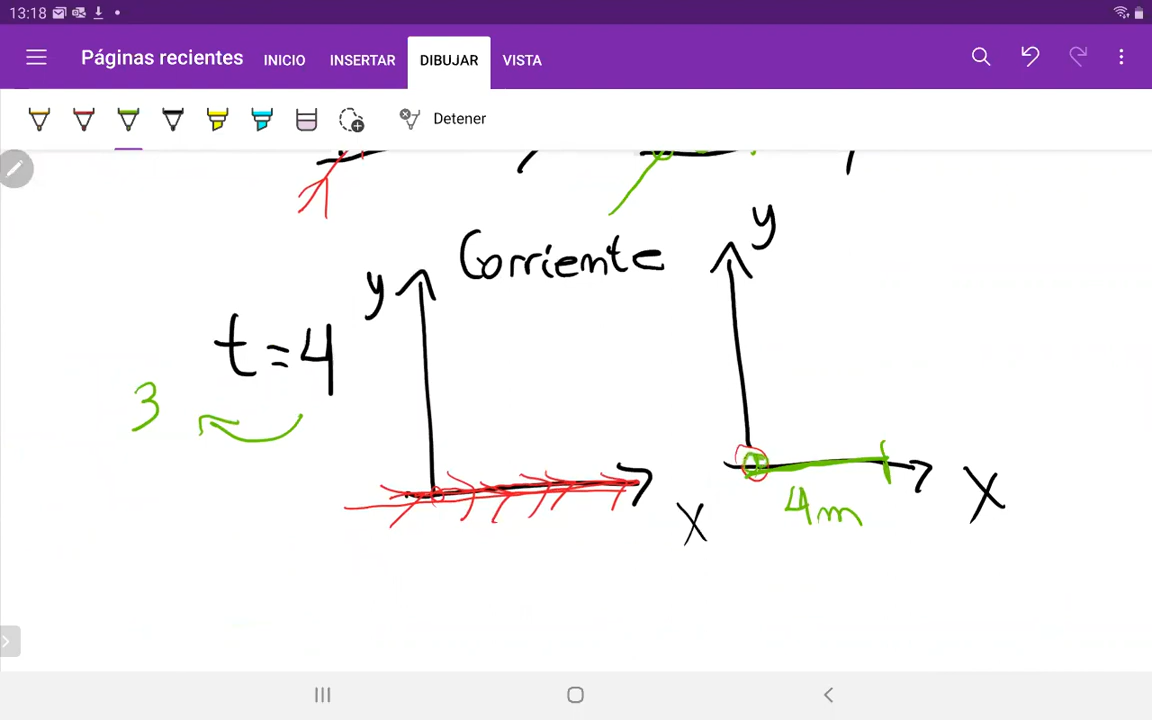 13:18
Páginas recientes INICIO INSERTAR DIBUJAR VISTA
Detener
y Corriente y
t=4
3
4m
X X